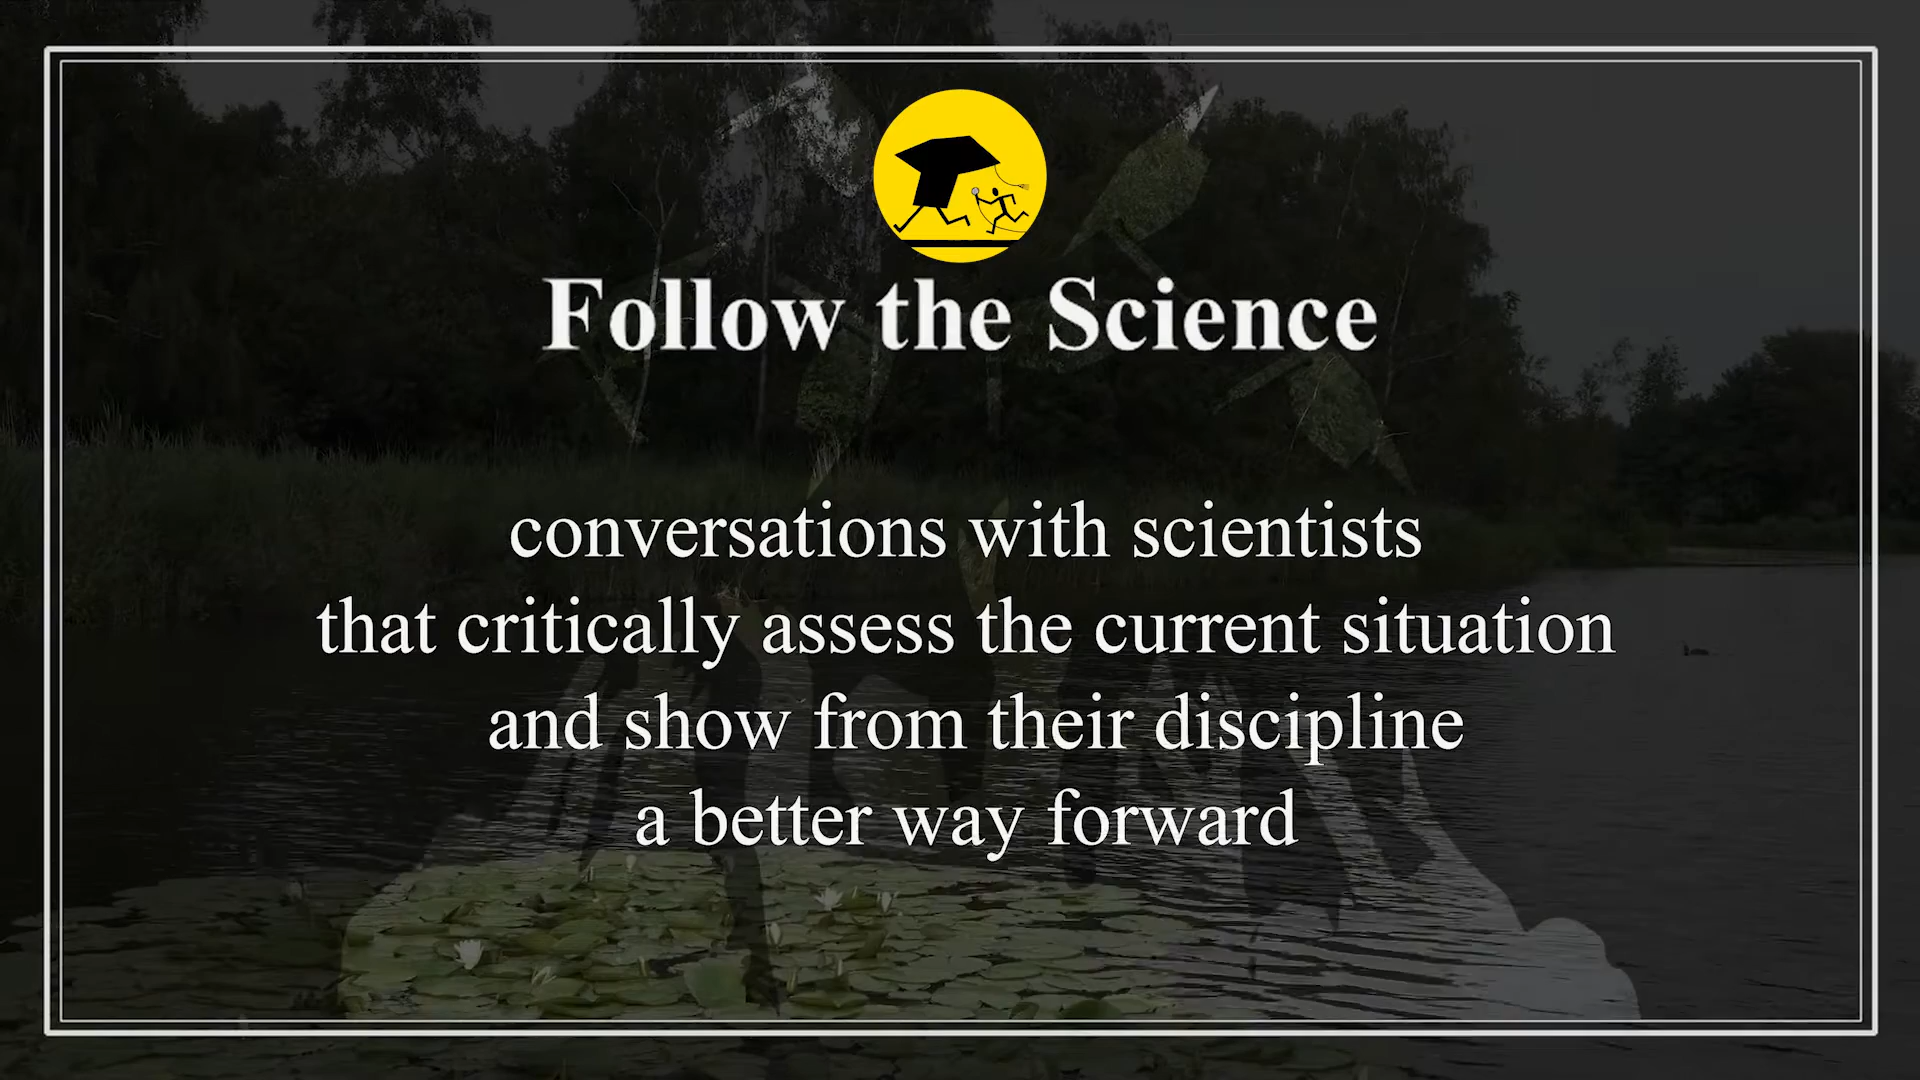 Follow the Science
conversations with scientists
that critically assess the current situation
and show from their discipline
a better way forward